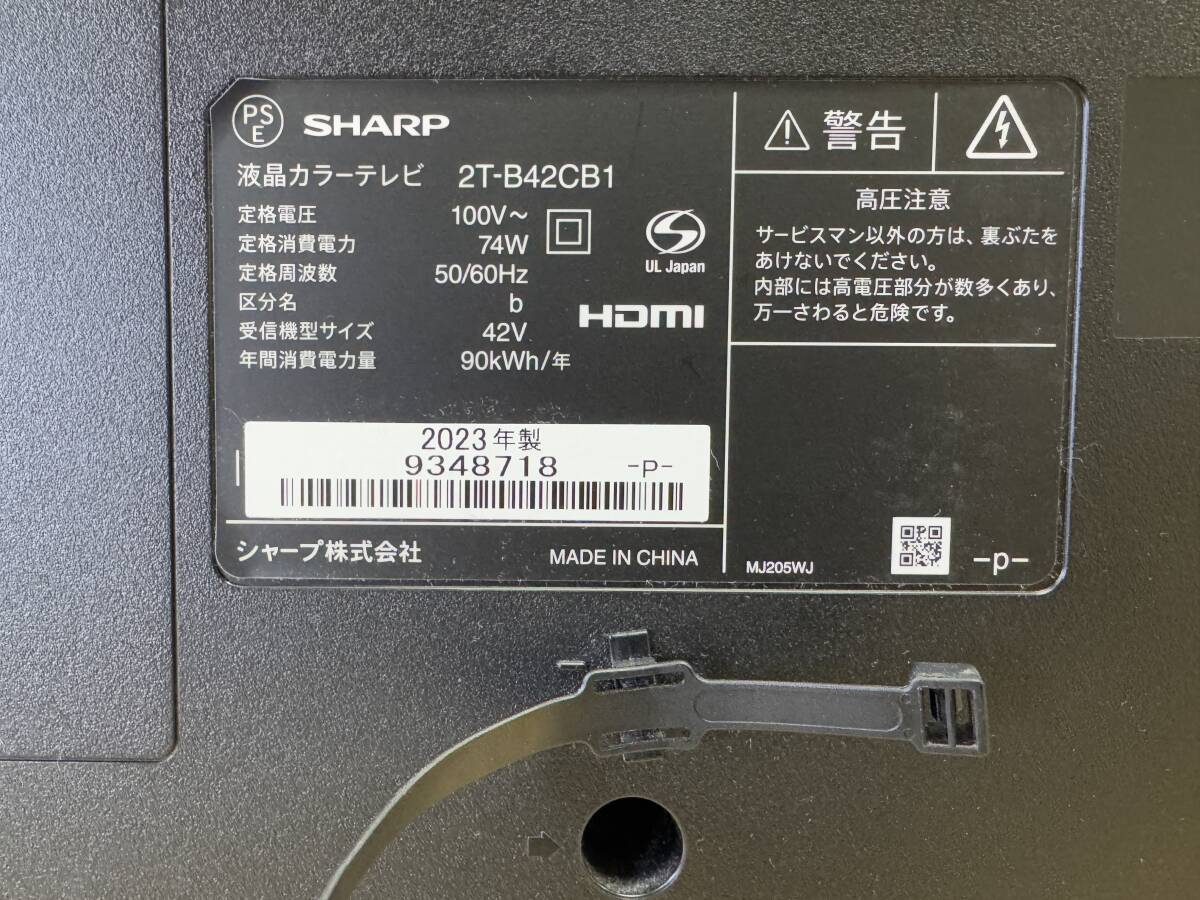 PS
E
SHARP
液晶カラーテレビ 2T-B42CB1
定格電圧 100V～
定格消費電力 74W
定格周波数 50/60Hz
区分名 b
受信機型サイズ 42V
年間消費電力量 90kWh/年
S
UL Japan
HDMI
2023年製
9348718 -P-
シャープ株式会社 MADE IN CHINA
警告
高圧注意
サービスマン以外の方は、裏ぶたを
あけないでください。
内部には高電圧部分が数多くあり、
万一さわると危険です。
MJ205WJ -p-